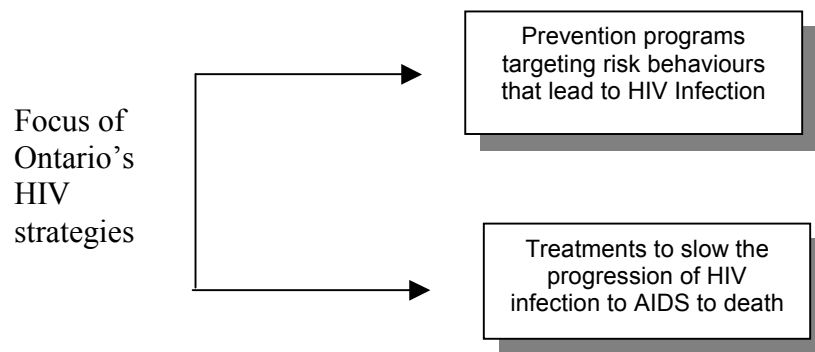 Focus of
Ontario’s
HIV
strategies
Prevention programs
targeting risk behaviours
that lead to HIV Infection
Treatments to slow the
progression of HIV
infection to AIDS to death